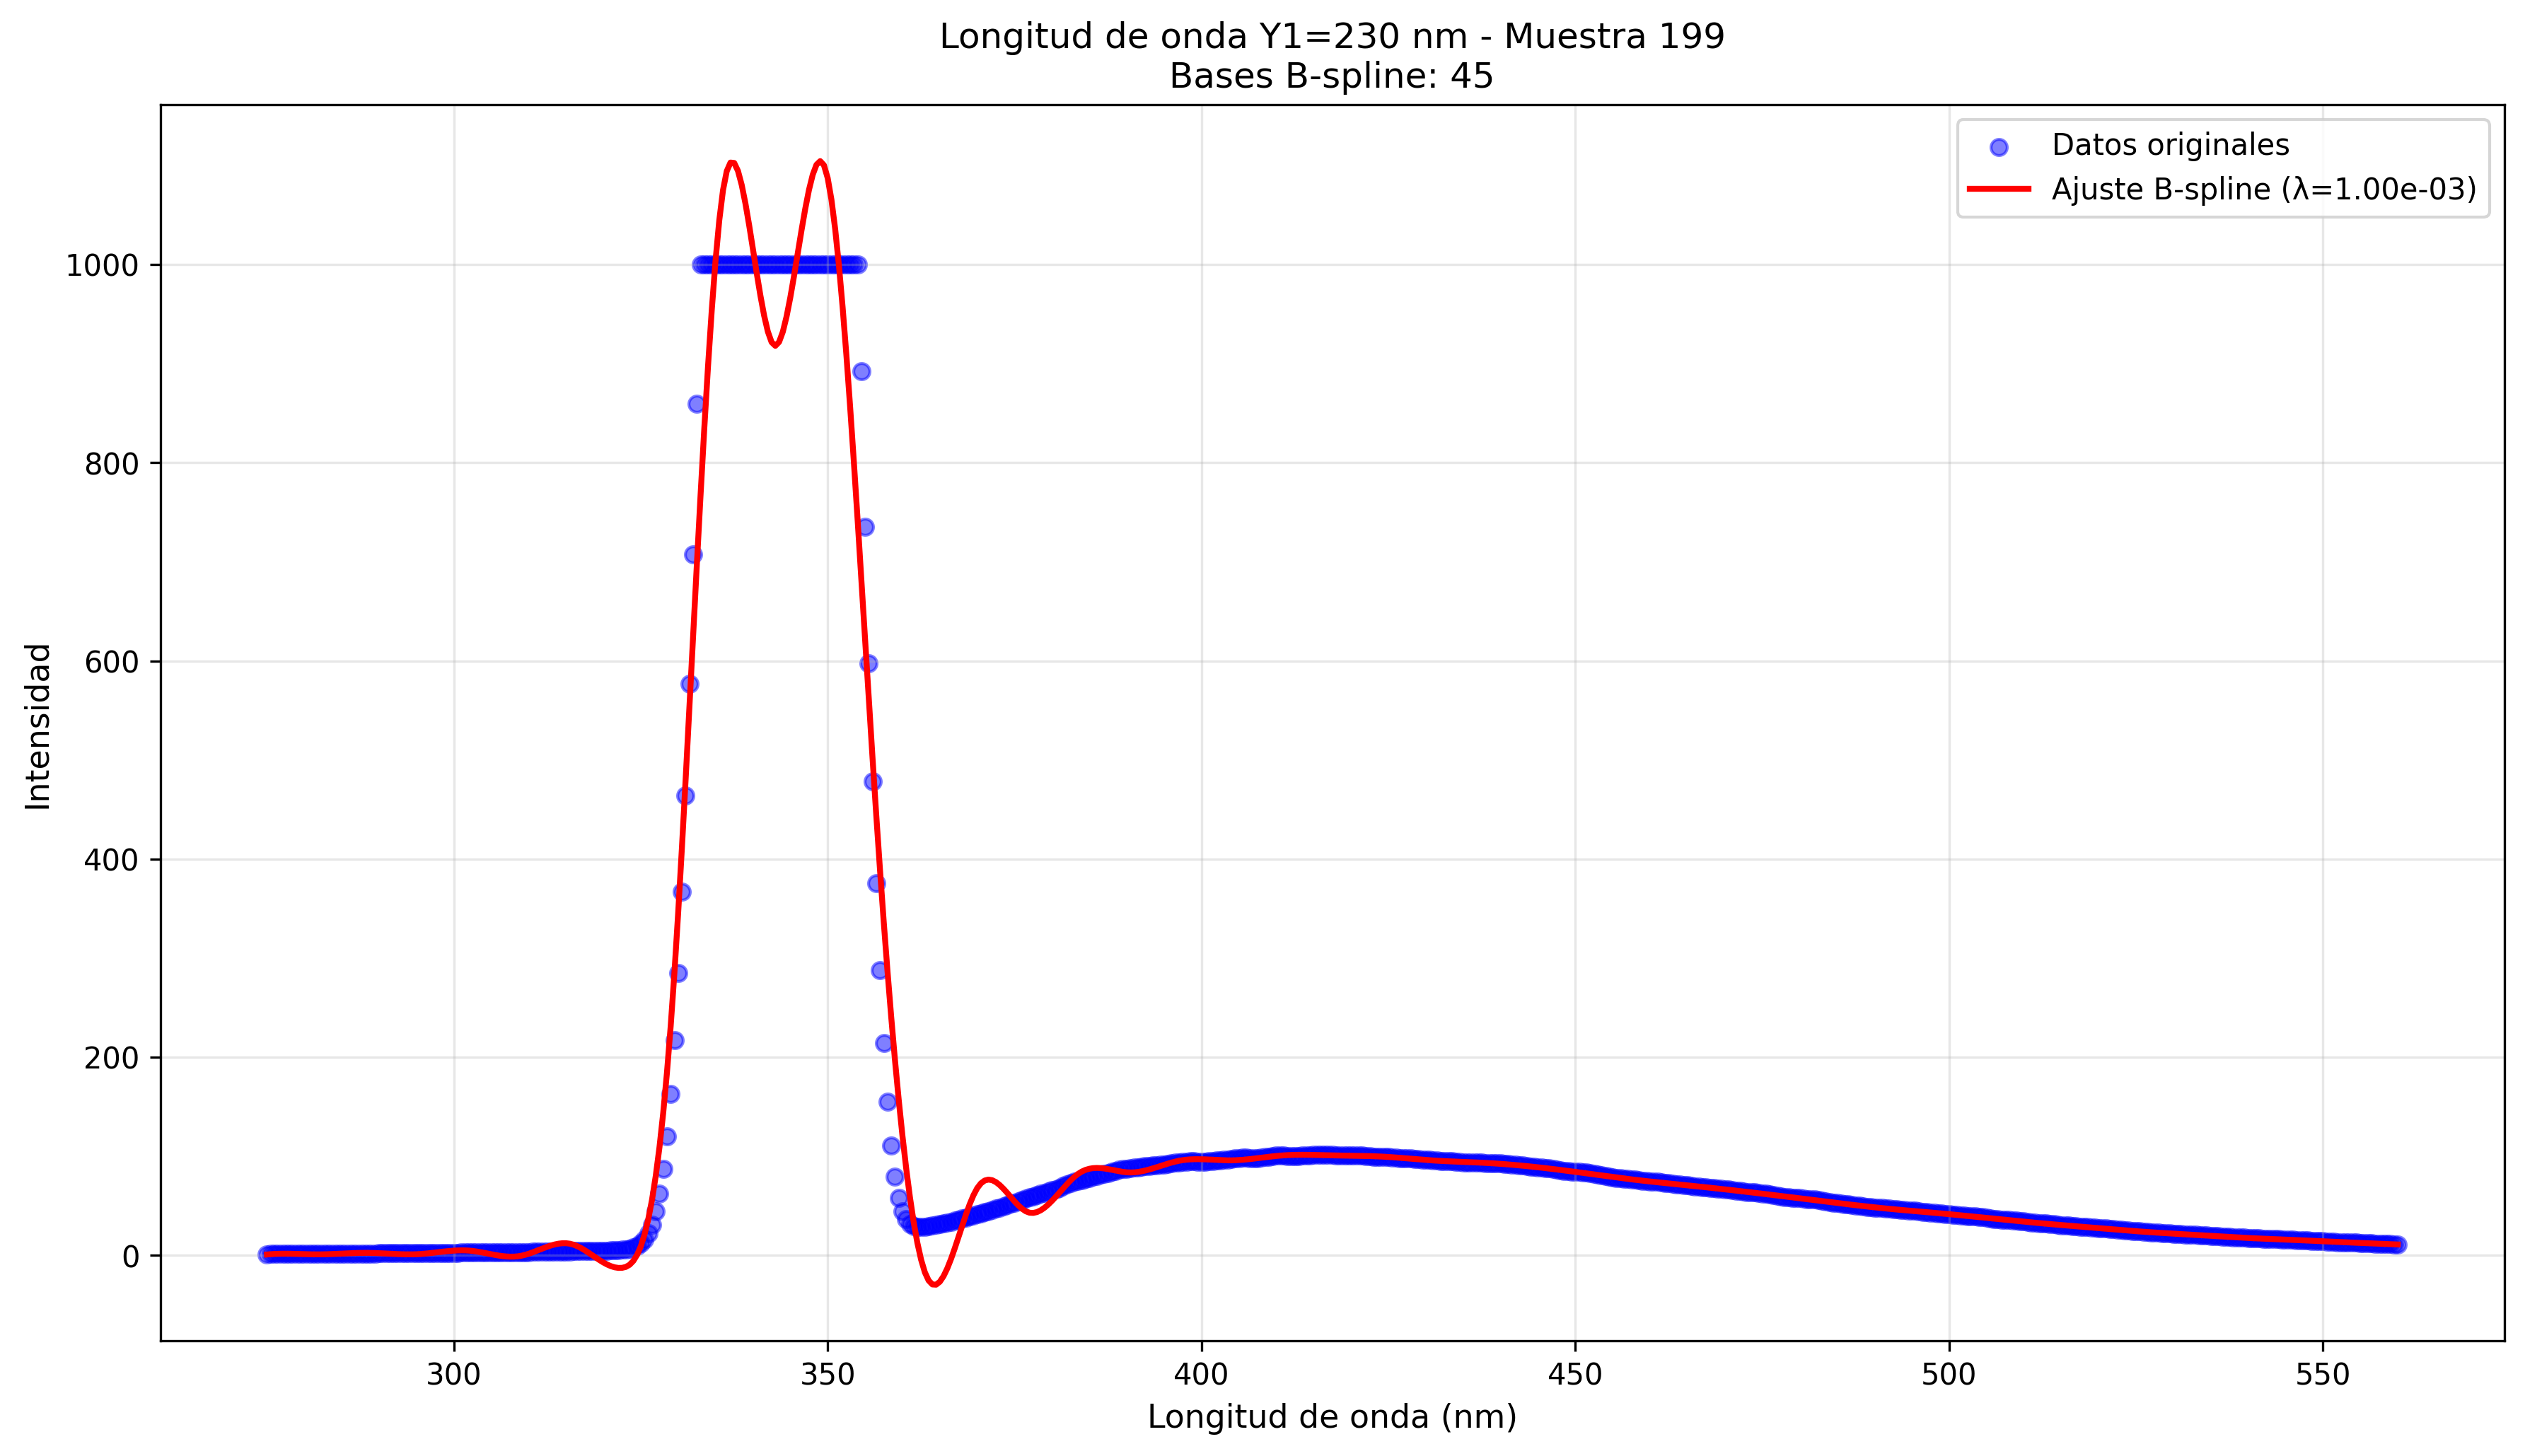 Longitud de onda Y1=230 nm - Muestra 199
Bases B-spline: 45
Datos originales
Ajuste B-spline (λ=1.00e-03)
Intensidad
1000
800
600
400
200
0
300
350
400
450
500
550
Longitud de onda (nm)